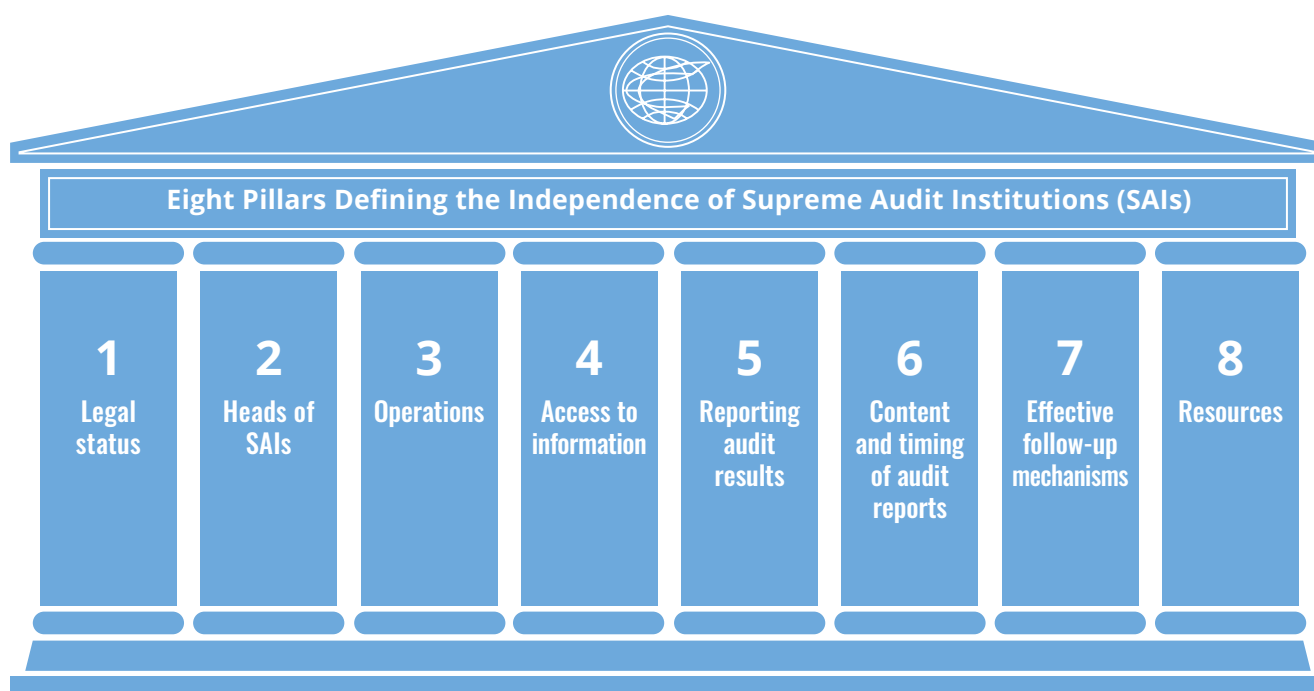 Eight Pillars Defining the Independence of Supreme Audit Institutions (SAIs)
1
Legal
status
2
Heads of
SAIs
3
Operations
4
Access to
information
5
Reporting
audit
results
6
Content
and timing
of audit
reports
7
Effective
follow-up
mechanisms
8
Resources